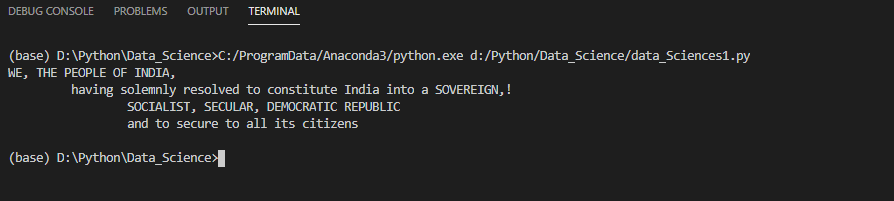 DEBUG CONSOLE PROBLEMS OUTPUT TERMINAL
(base) D:\Python\Data_Science>C:/ProgramData/Anaconda3/python.exe d:/Python/Data_Science/data_Sciences1.py
WE, THE PEOPLE OF INDIA,
having solemnly resolved to constitute India into a SOVEREIGN,!
SOCIALIST, SECULAR, DEMOCRATIC REPUBLIC
and to secure to all its citizens
(base) D:\Python\Data_Science>